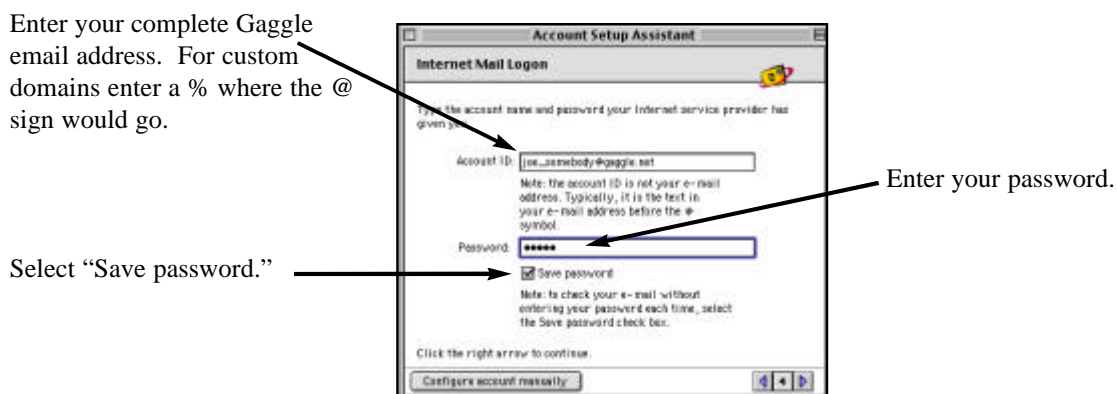 Enter your complete Gaggle
email address.  For custom
domains enter a % where the @
sign would go.
Account Setup Assistant
Internet Mail Logon
Type the account name and password your Internet service provider has
given you.
Account ID: joe_somebody@gaggle.net
Note: the account ID is not your e-mail
address. Typically, it is the text in
your e-mail address before the @
symbol.
Enter your password.
Password: •••••
Select “Save password.”
Save password
Note: to check your e-mail without
entering your password each time, select
the Save password check box.
Click the right arrow to continue.
Configure account manually
4